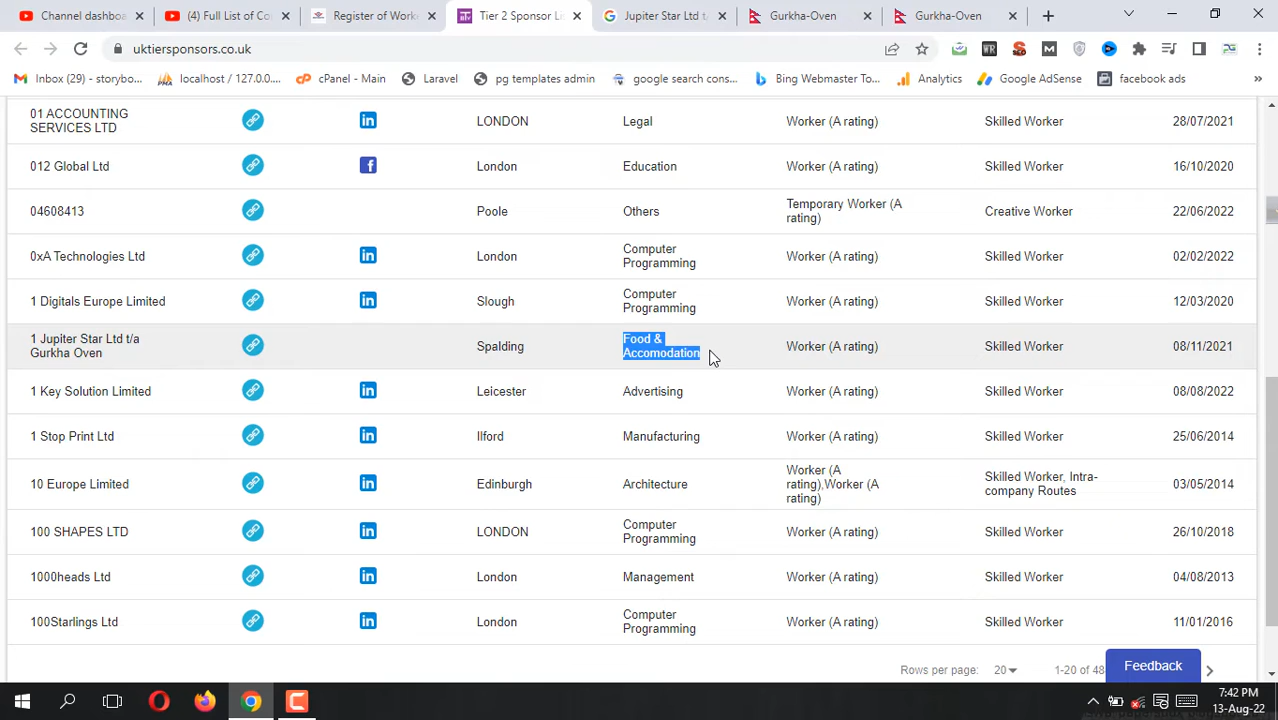 Channel dashboa
(4) Full List of Co
Register of Worke
Tier 2 Sponsor Li
Jupiter Star Ltd t/
Gurkha-Oven
Gurkha-Oven
uktiersponsors.co.uk
Inbox (29) - storybo...
localhost / 127.0.0....
cPanel - Main
Laravel
pg templates admin
google search cons...
Bing Webmaster To...
Analytics
Google AdSense
facebook ads
01 ACCOUNTING
SERVICES LTD
LONDON
Legal
Worker (A rating)
Skilled Worker
28/07/2021
012 Global Ltd
London
Education
Worker (A rating)
Skilled Worker
16/10/2020
04608413
Poole
Others
Temporary Worker (A
rating)
Creative Worker
22/06/2022
0xA Technologies Ltd
London
Computer
Programming
Worker (A rating)
Skilled Worker
02/02/2022
1 Digitals Europe Limited
Slough
Computer
Programming
Worker (A rating)
Skilled Worker
12/03/2020
1 Jupiter Star Ltd t/a
Gurkha Oven
Spalding
Food &
Accomodation
Worker (A rating)
Skilled Worker
08/11/2021
1 Key Solution Limited
Leicester
Advertising
Worker (A rating)
Skilled Worker
08/08/2022
1 Stop Print Ltd
Ilford
Manufacturing
Worker (A rating)
Skilled Worker
25/06/2014
10 Europe Limited
Edinburgh
Architecture
Worker (A
rating),Worker (A
rating)
Skilled Worker, Intra-
company Routes
03/05/2014
100 SHAPES LTD
LONDON
Computer
Programming
Worker (A rating)
Skilled Worker
26/10/2018
1000heads Ltd
London
Management
Worker (A rating)
Skilled Worker
04/08/2013
100Starlings Ltd
London
Computer
Programming
Worker (A rating)
Skilled Worker
11/01/2016
Rows per page: 20
1-20 of 48
Feedback
7:42 PM
13-Aug-22